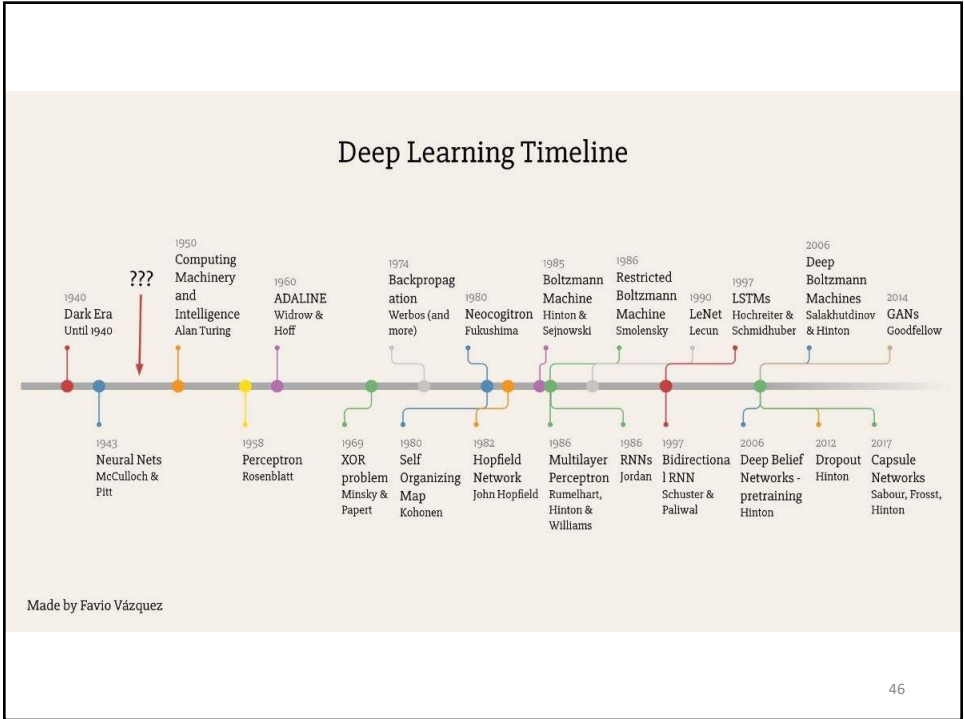 Deep Learning Timeline
???
1940
Dark Era
Until 1940
1950
Computing
Machinery
and
Intelligence
Alan Turing
1960
ADALINE
Widrow &
Hoff
1974
Backpropag
ation
Werbos (and
more)
1980
Neocogitron
Fukushima
1985
Boltzmann
Machine
Hinton &
Sejnowski
1986
Restricted
Boltzmann
Machine
Smolensky
1990
LeNet
Lecun
1997
LSTMs
Hochreiter &
Schmidhuber
2006
Deep
Boltzmann
Machines
Salakhutdinov
& Hinton
2014
GANs
Goodfellow
1943
Neural Nets
McCulloch &
Pitt
1958
Perceptron
Rosenblatt
1969
XOR
problem
Minsky &
Papert
1980
Self
Organizing
Map
Kohonen
1982
Hopfield
Network
John Hopfield
1986
Multilayer
Perceptron
Rumelhart,
Hinton &
Williams
1986
RNNs
Jordan
1997
Bidirectiona
l RNN
Schuster &
Paliwal
2006
Deep Belief
Networks -
pretraining
Hinton
2012
Dropout
Hinton
2017
Capsule
Networks
Sabour, Frosst,
Hinton
Made by Favio Vázquez
46